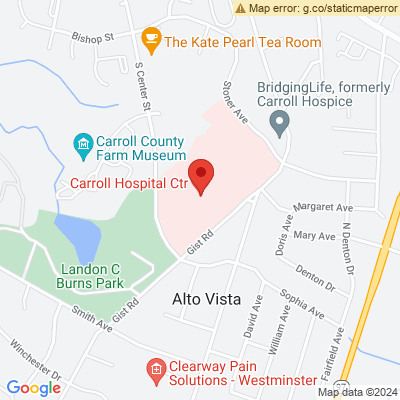 Map error: g.co/staticmaperror
Bishop St
The Kate Pearl Tea Room
S Center St
Stoner Ave
BridgingLife, formerly
Carroll Hospice
Carroll County
Farm Museum
Carroll Hospital Ctr
Margaret Ave
Gist Rd
Doris Ave
Mary Ave
N Denton Dr
Landon C
Burns Park
Denton Dr
Alto Vista
Sophia Ave
Gist Rd
Smith Ave
David Ave
William Ave
Fairfield Ave
Winchester Dr
Clearway Pain
Solutions - Westminster
Google
Map data ©2024